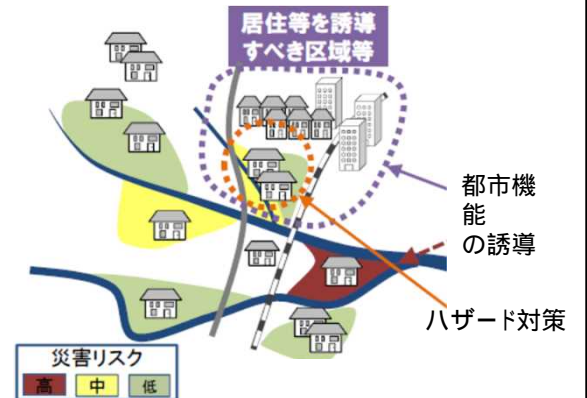 居住等を誘導
すべき区域等
都市機
能
の誘導
ハザード対策
災害リスク
高 中 低